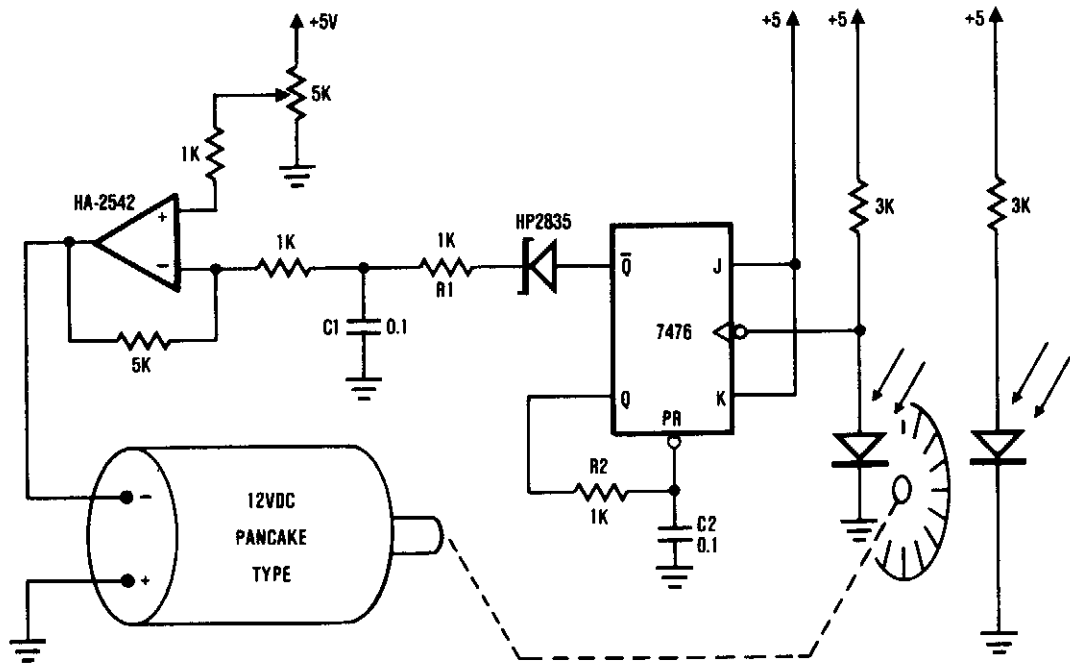 +5V
5K
1K
HA-2542
+
−
5K
1K
C1
0.1
1K
R1
HP2835
Q̅
J
7476
Q
K
PR
R2
1K
C2
0.1
+5
+5
+5
3K
3K
−
+
12VDC
PANCAKE
TYPE